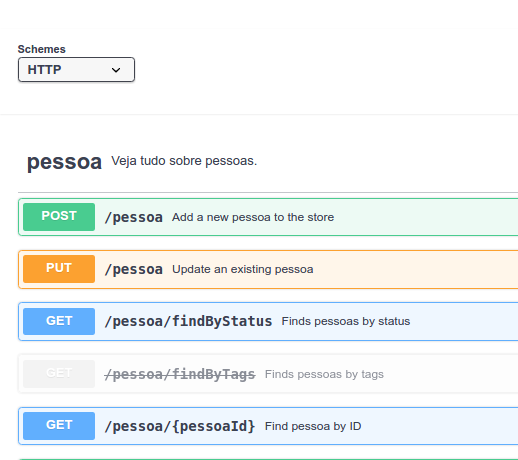 Schemes
HTTP
pessoa Veja tudo sobre pessoas.
POST /pessoa Add a new pessoa to the store
PUT /pessoa Update an existing pessoa
GET /pessoa/findByStatus Finds pessoas by status
GET /pessoa/findByTags Finds pessoas by tags
GET /pessoa/{pessoaId} Find pessoa by ID